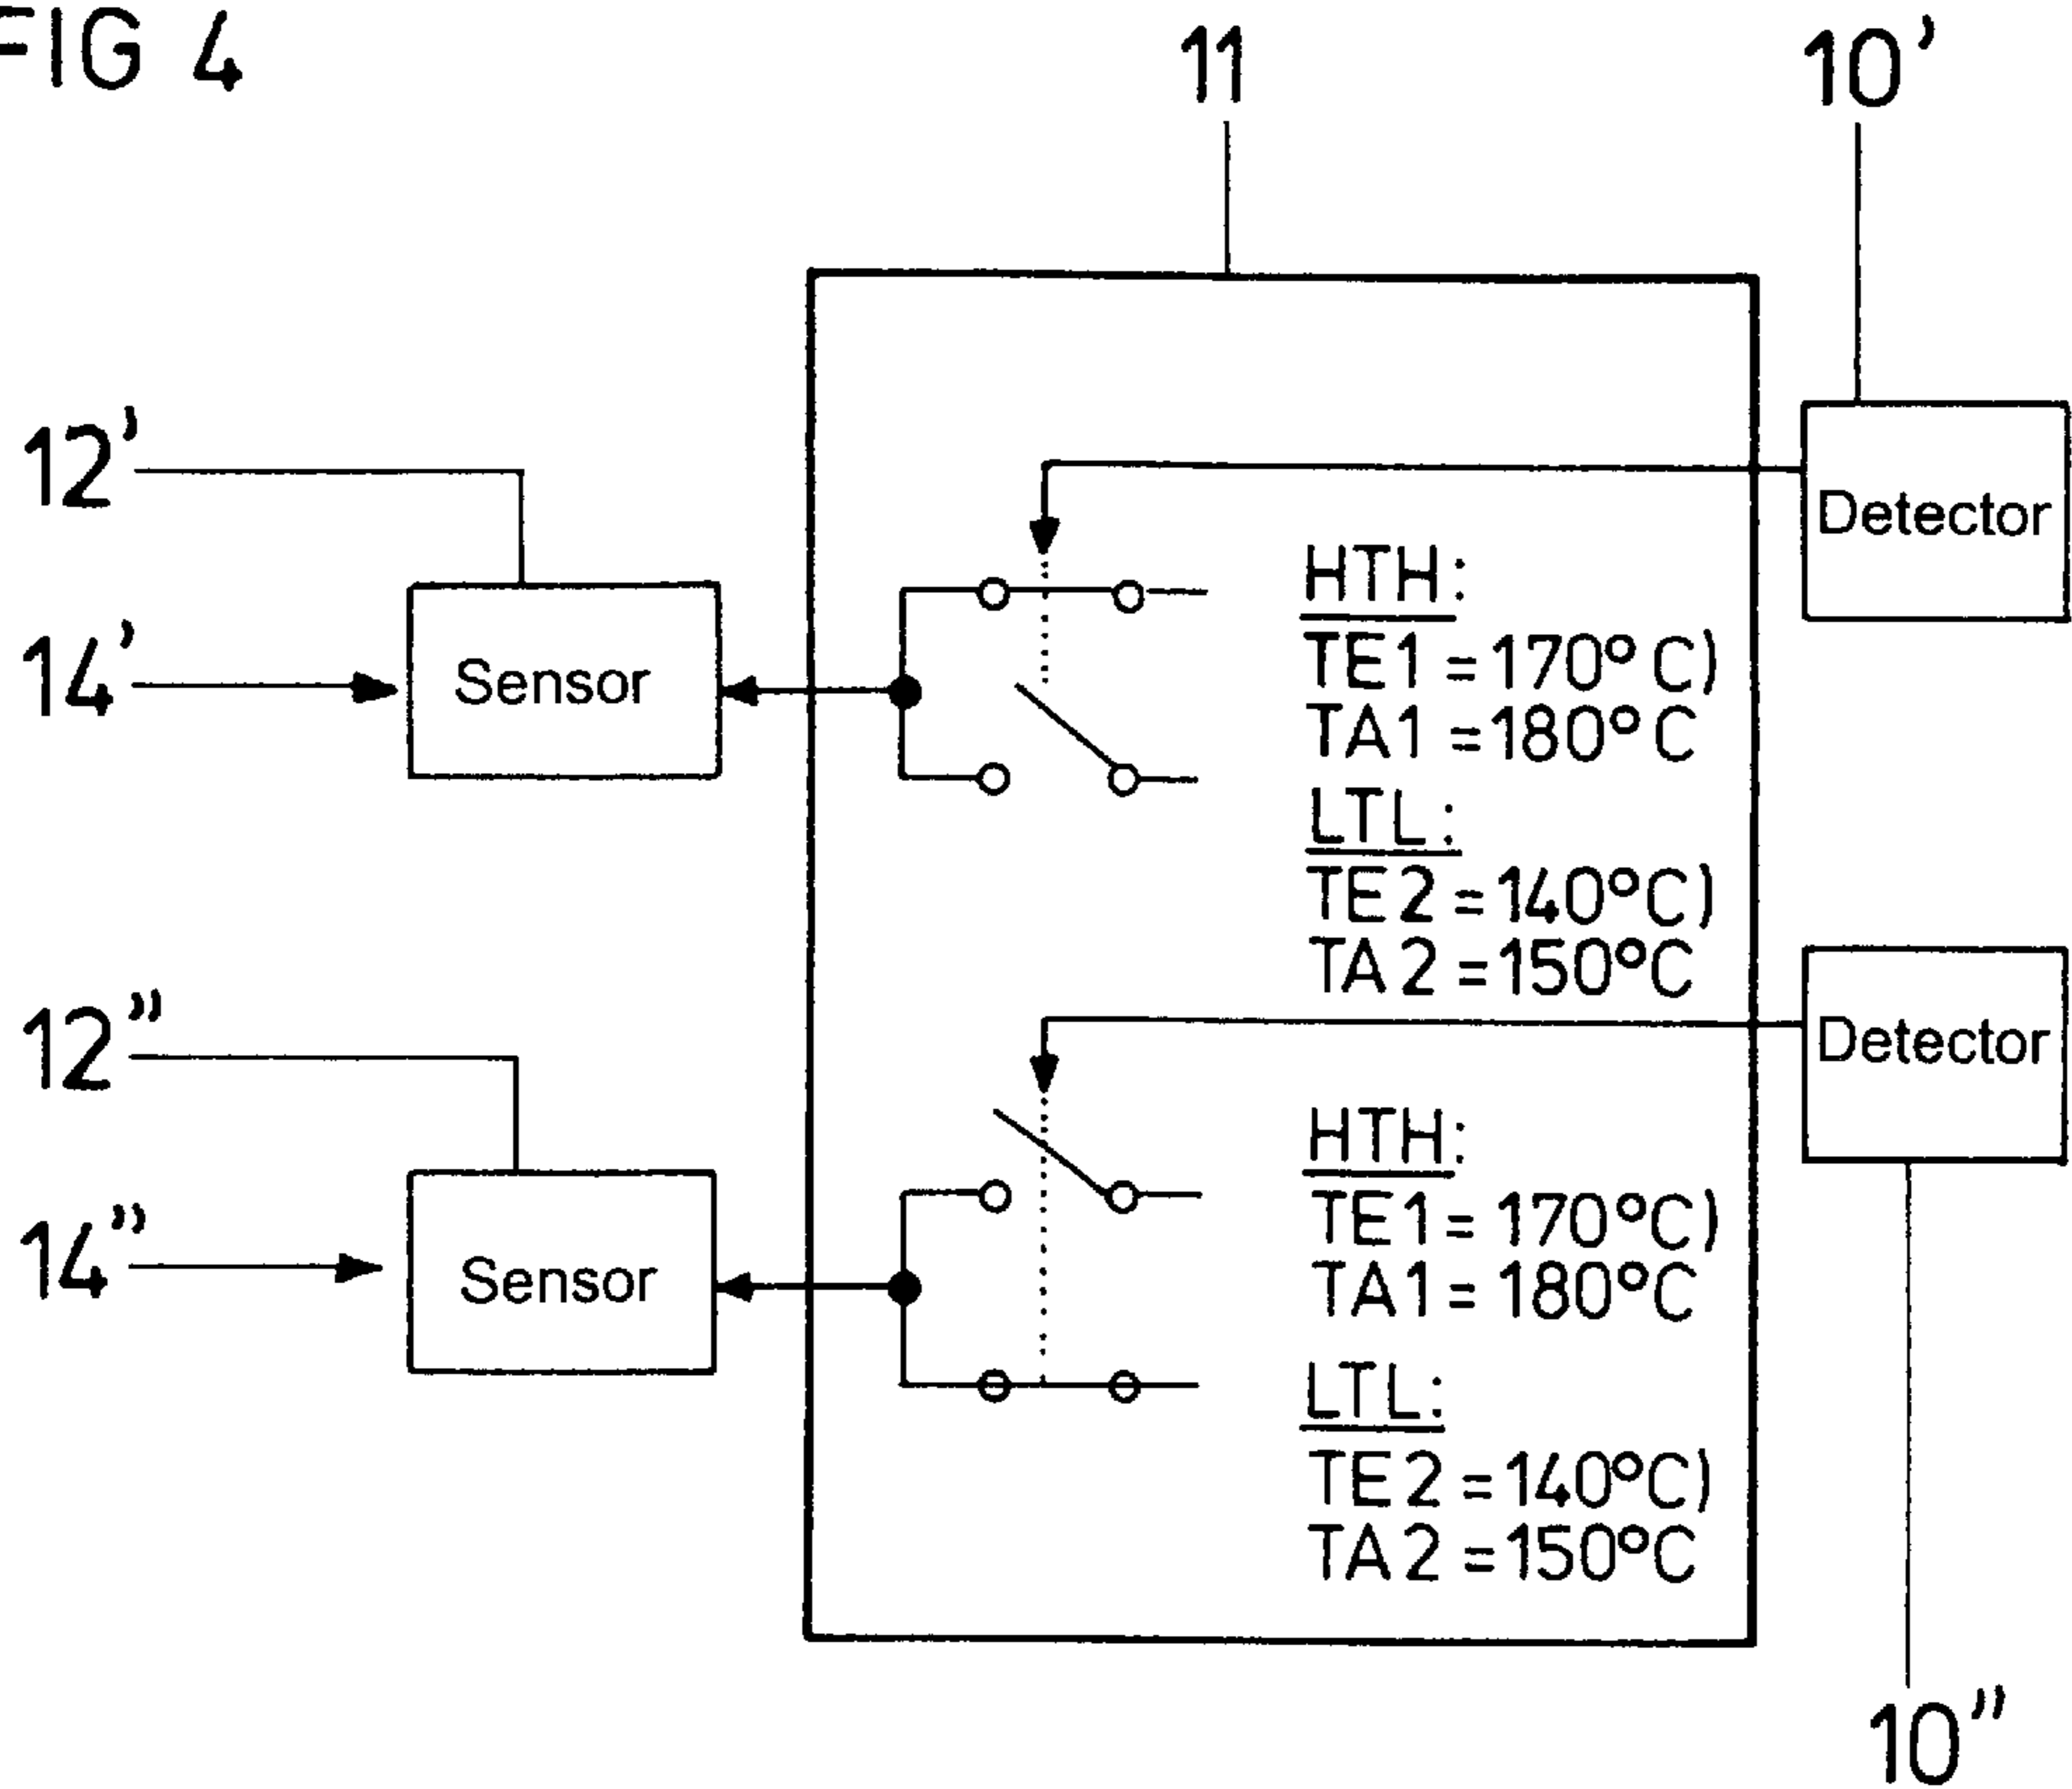 FIG 4
11
10'
12'
14'
Sensor
Detector
HTH:
TE1 = 170° C)
TA1 = 180° C
LTL:
TE2 = 140°C)
TA2 = 150°C
12"
14"
Sensor
Detector
HTH:
TE1 = 170°C)
TA1 = 180°C
LTL:
TE2 = 140°C)
TA2 = 150°C
10"